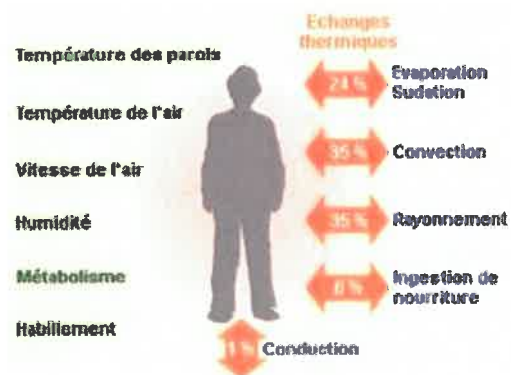 Echanges
thermiques
Température des parois
Température de l'air
Vitesse de l'air
Humidité
Métabolisme
Habillement
24 %
Evaporation
Sudation
35 %
Convection
35 %
Rayonnement
6 %
Ingestion de
nourriture
1 %
Conduction